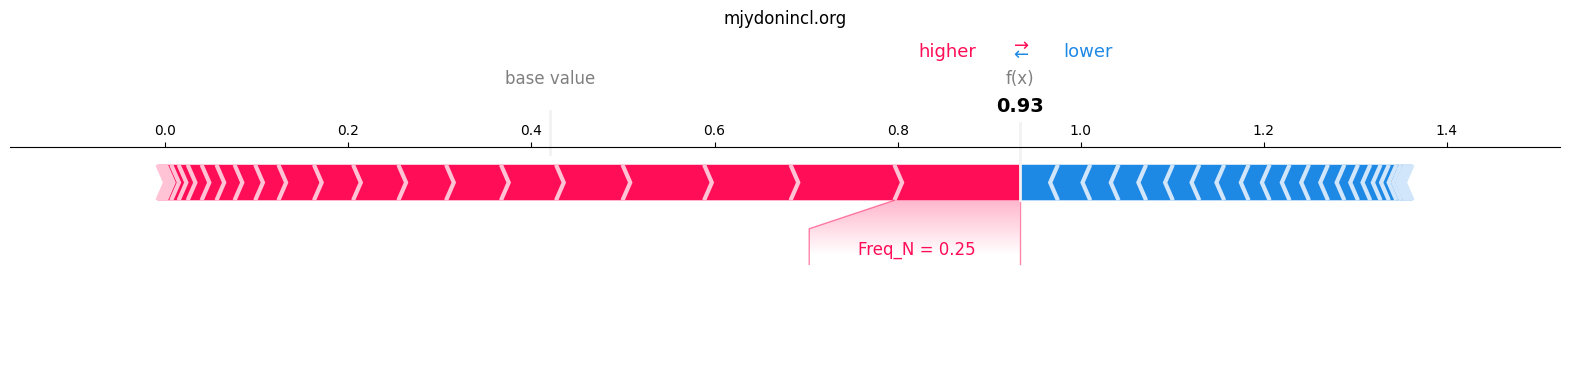 mjydonincl.org
higher ⇄ lower
base value
f(x)
0.93
0.0 0.2 0.4 0.6 0.8 1.0 1.2 1.4
Freq_N = 0.25